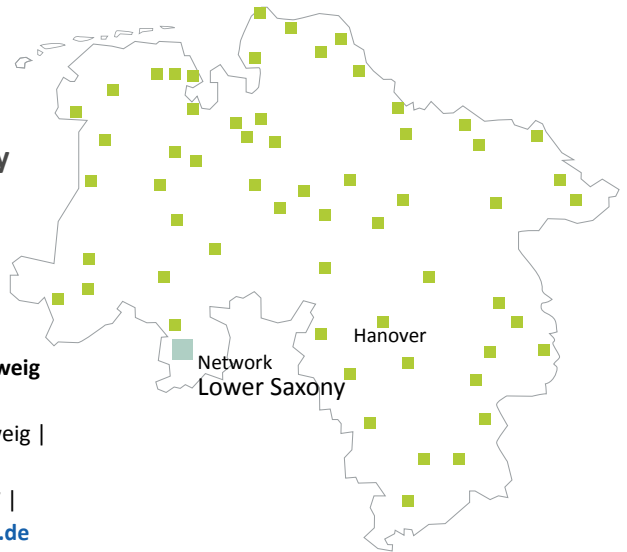 y
Hanover
Network
weig
Lower Saxony
eig |
|
.de